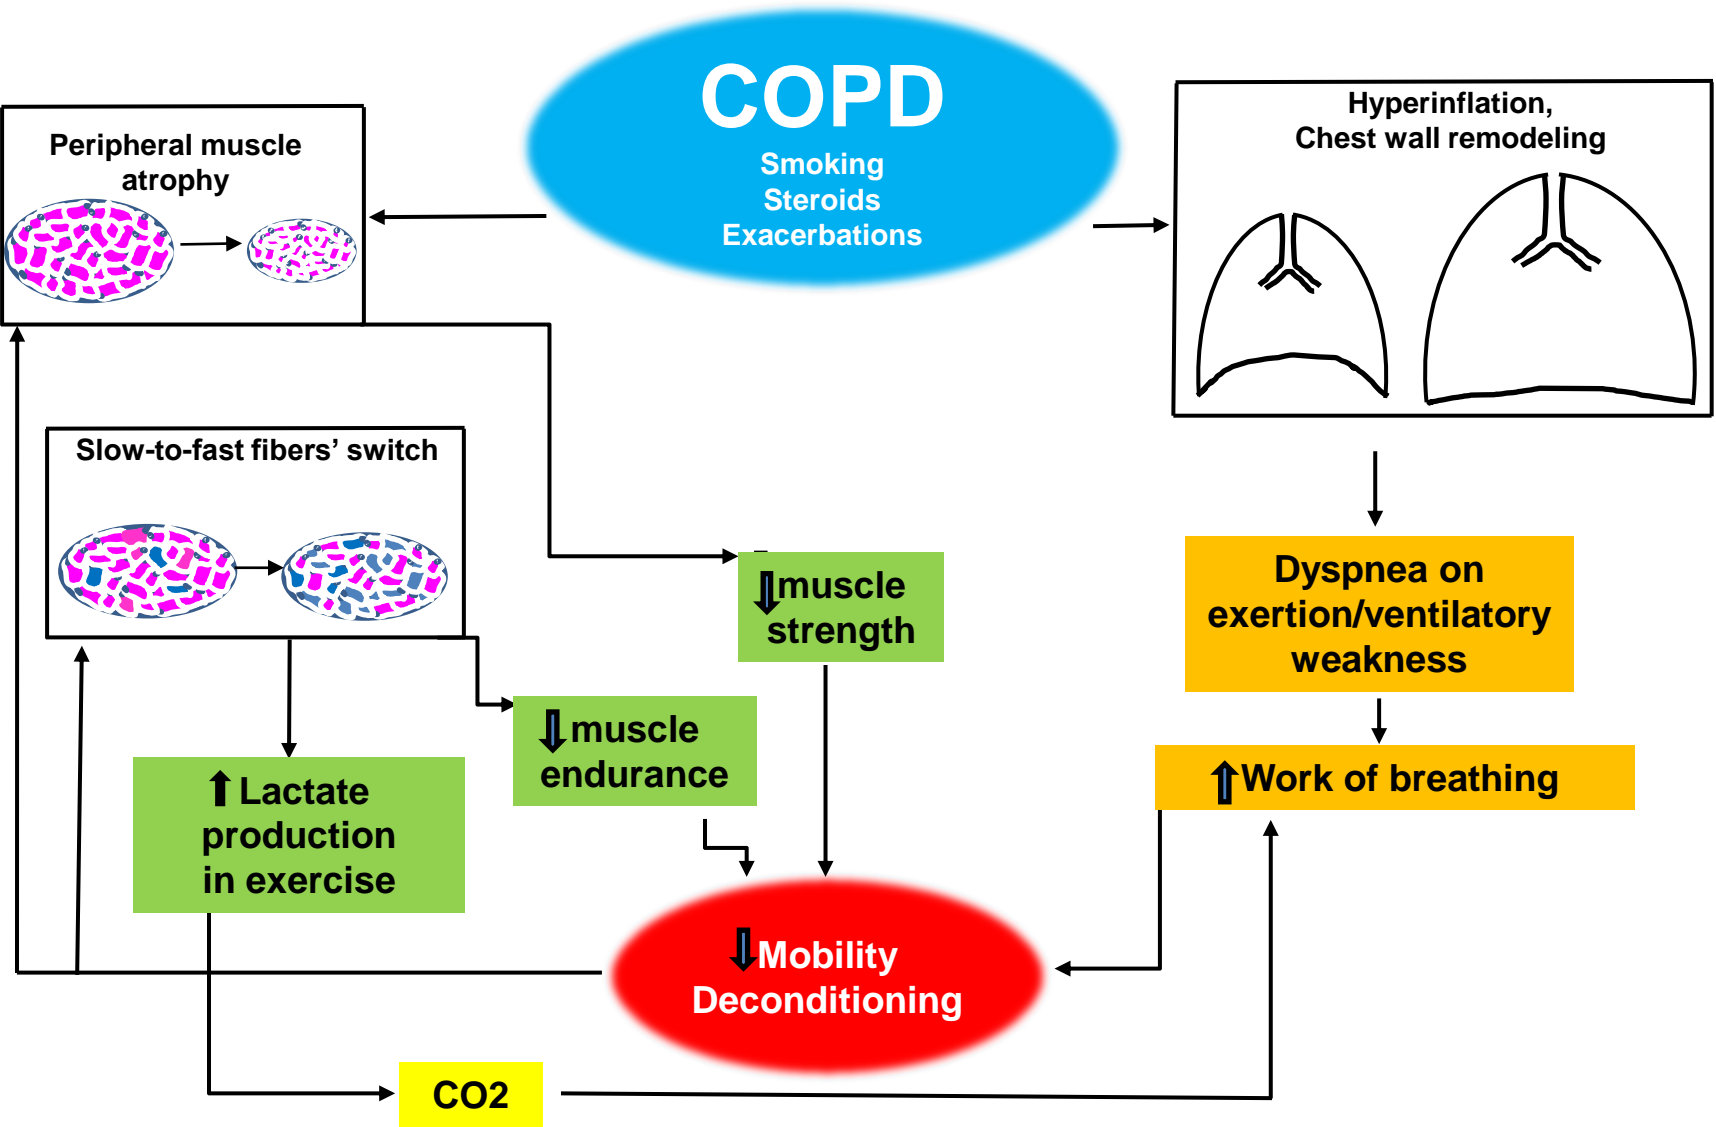 COPD
Smoking
Steroids
Exacerbations
Peripheral muscle
atrophy
Hyperinflation,
Chest wall remodeling
Slow-to-fast fibers’ switch
muscle
strength
Dyspnea on
exertion/ventilatory
weakness
muscle
endurance
Work of breathing
Lactate
production
in exercise
Mobility
Deconditioning
CO2